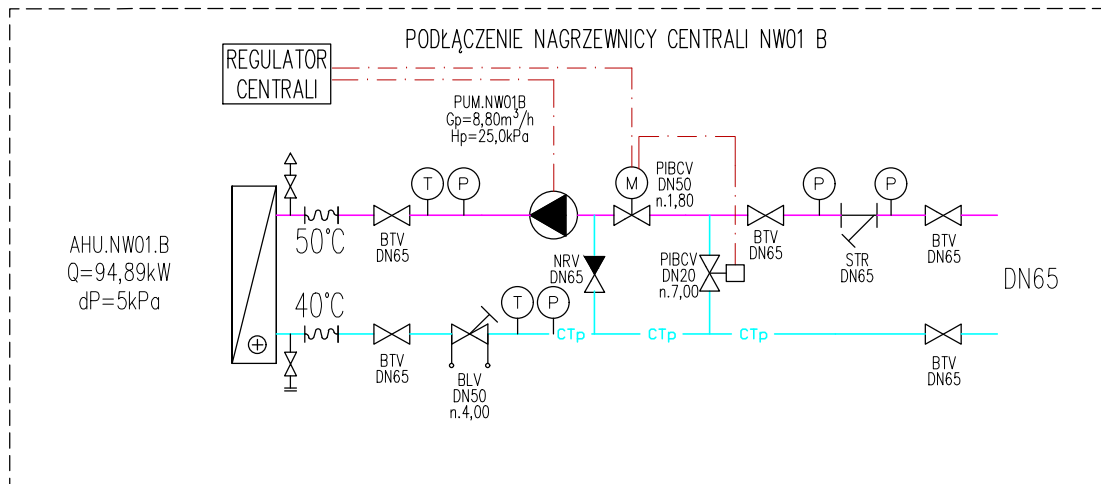 PODŁĄCZENIE NAGRZEWNICY CENTRALI NW01 B
REGULATOR
CENTRALI
PUM.NW01B
Gp=8,80m³/h
Hp=25,0kPa
T
P
M
PIBCV
DN50
n.1,80
P
P
BTV
DN65
50°C
BTV
DN65
STR
DN65
BTV
DN65
AHU.NW01.B
Q=94,89kW
dP=5kPa
NRV
DN65
PIBCV
DN20
n.7,00
DN65
40°C
T
P
CTp
CTp
CTp
BTV
DN65
BLV
DN50
n.4,00
BTV
DN65